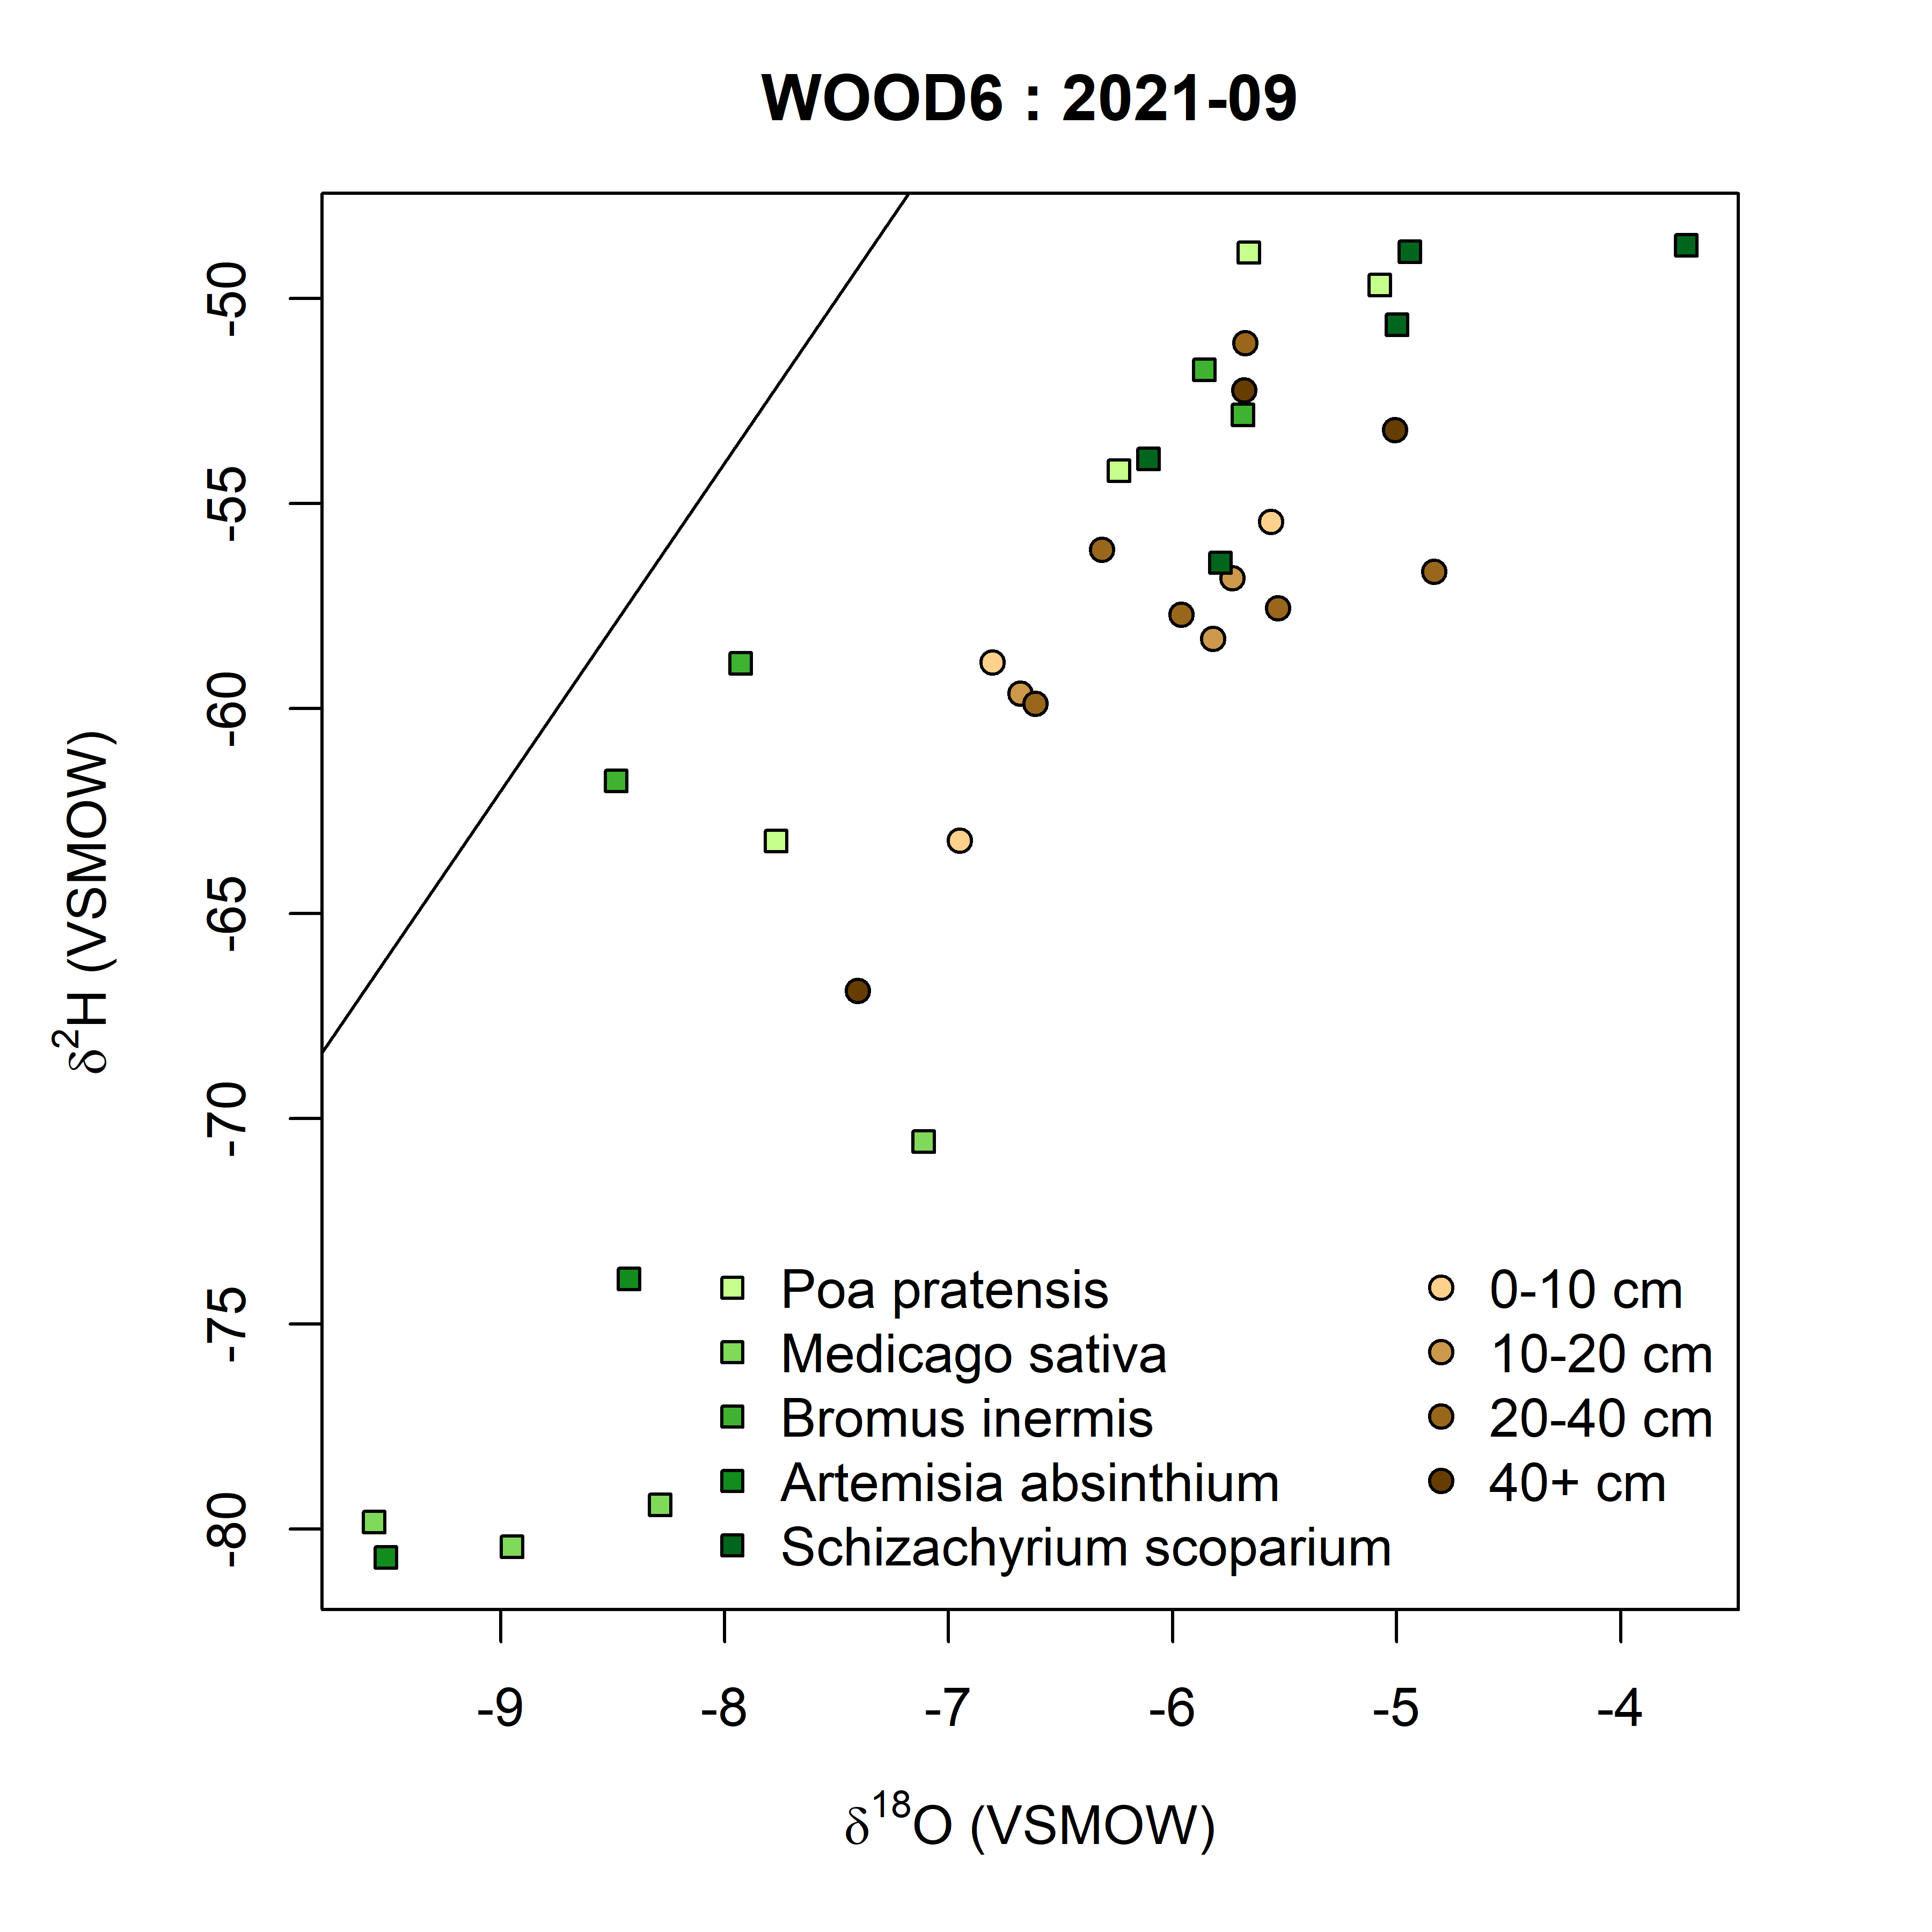 WOOD6 : 2021-09
δ²H (VSMOW)
-50
-55
-60
-65
-70
-75
-80
Poa pratensis
Medicago sativa
Bromus inermis
Artemisia absinthium
Schizachyrium scoparium
0-10 cm
10-20 cm
20-40 cm
40+ cm
-9 -8 -7 -6 -5 -4
δ¹⁸O (VSMOW)